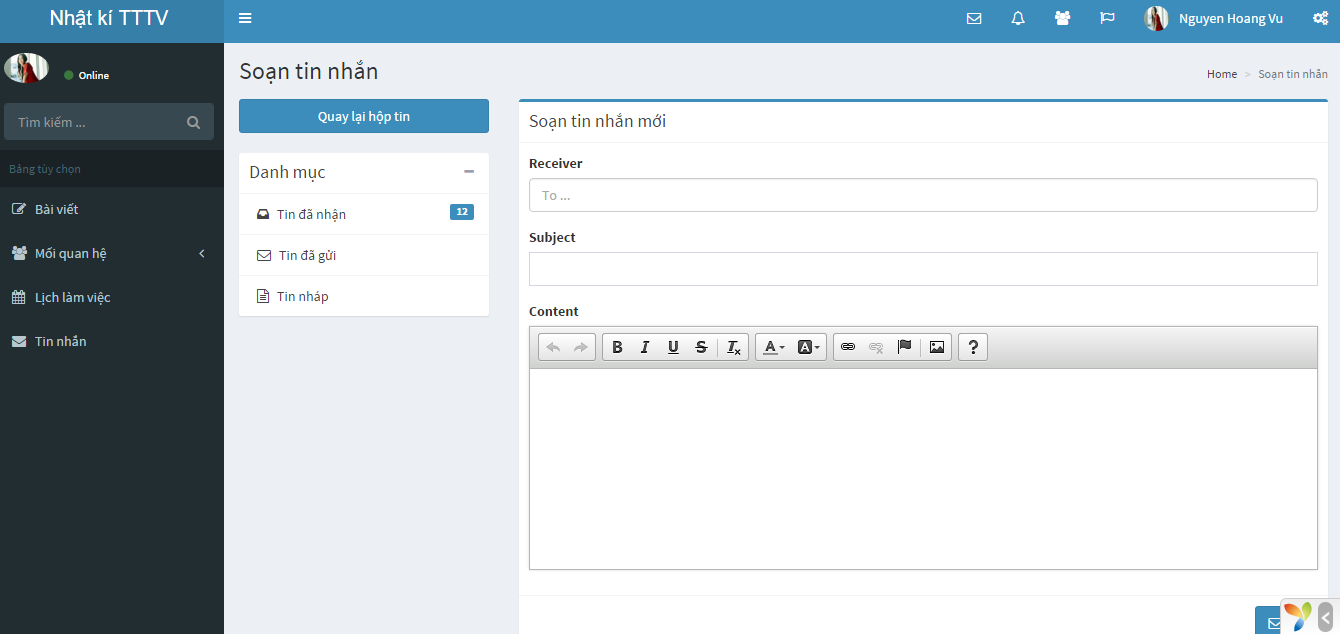 Nhật kí TTTV
Nguyen Hoang Vu
Online
Tìm kiếm ...
Bảng tùy chọn
Bài viết
Mối quan hệ
Lịch làm việc
Tin nhắn
Soạn tin nhắn
Home > Soạn tin nhắn
Quay lại hộp tin
Danh mục
Tin đã nhận 12
Tin đã gửi
Tin nháp
Soạn tin nhắn mới
Receiver
To ...
Subject
Content
B I U S Ix A A ?